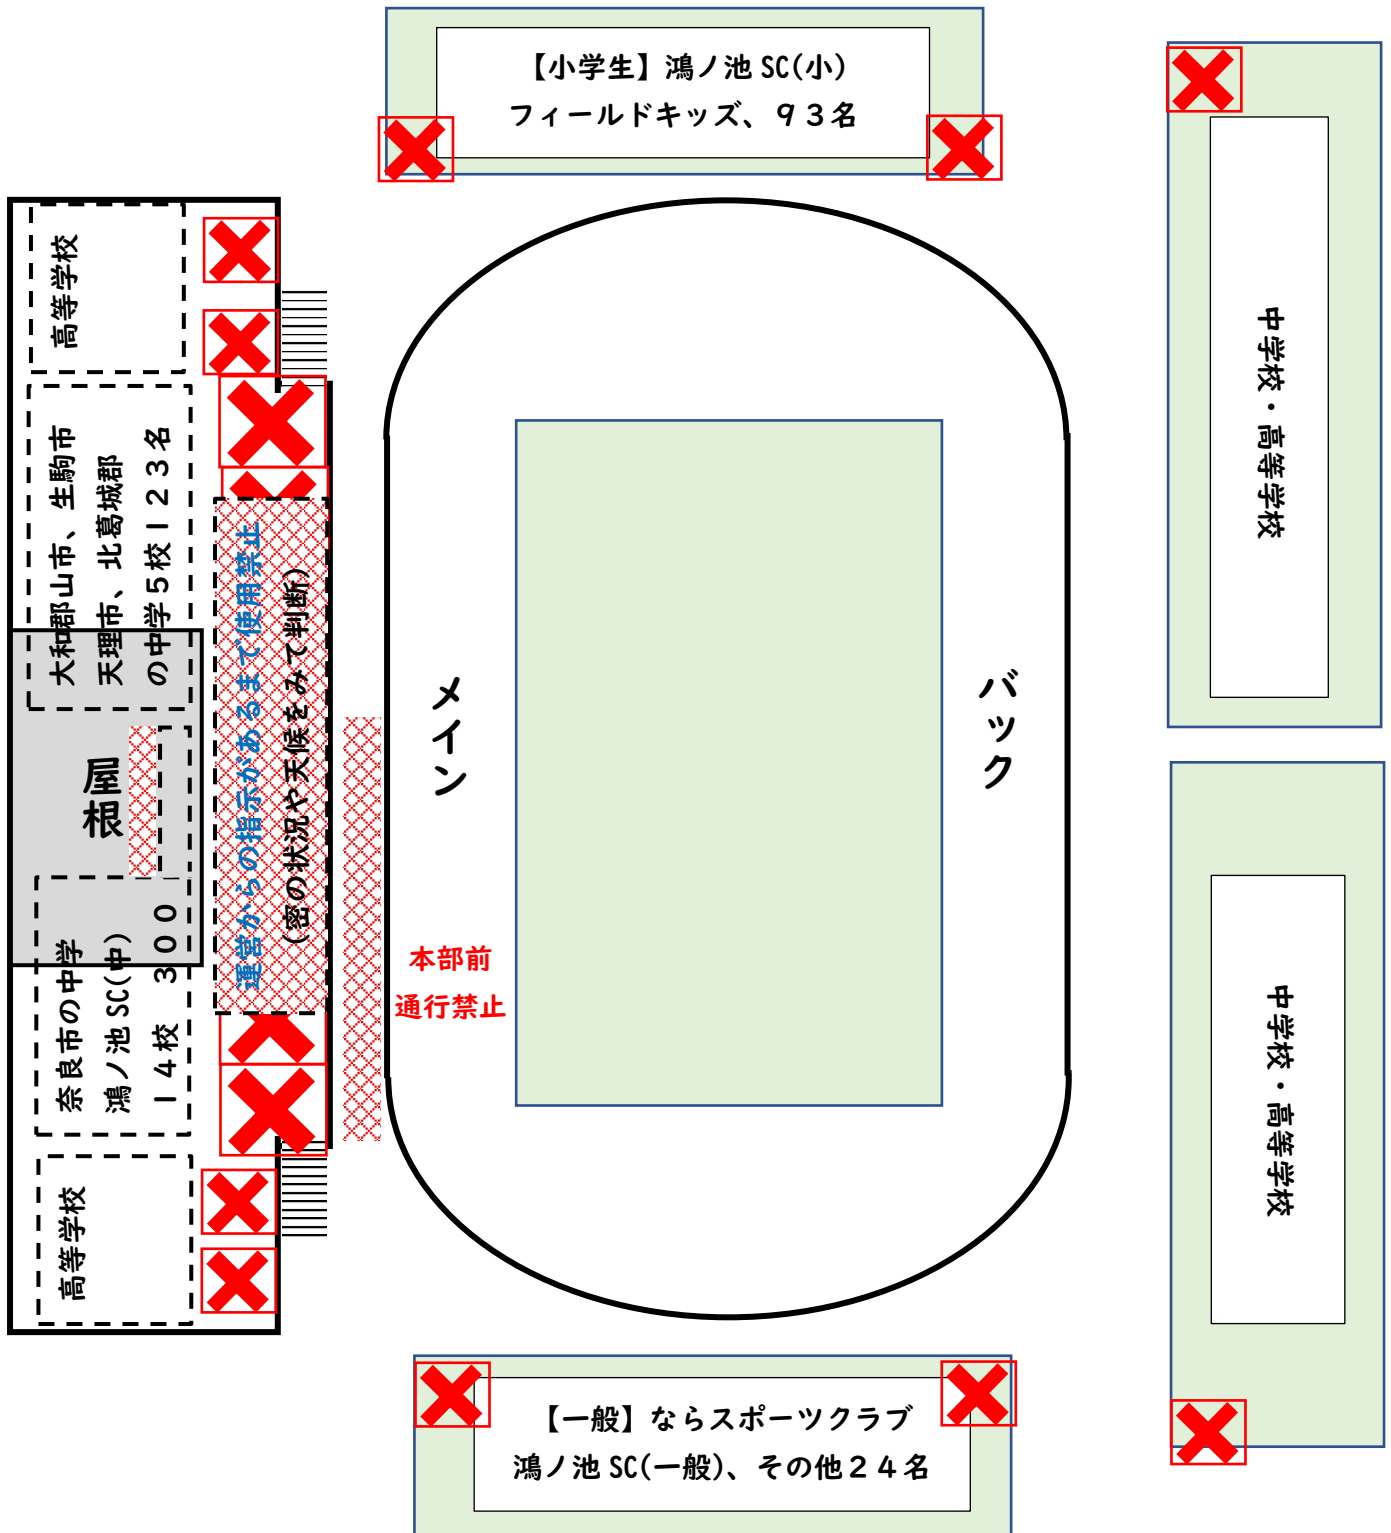 【小学生】鴻ノ池 SC(小)
フィールドキッズ、９３名
高等学校
大和郡山市、生駒市
天理市、北葛城郡
の中学５校１２３名
屋根
奈良市の中学
鴻ノ池 SC(中)
１４校　３００
高等学校
運営からの指示があるまで使用禁止
(密の状況や天候をみて判断)
メイン
バック
本部前
通行禁止
中学校・高等学校
中学校・高等学校
【一般】ならスポーツクラブ
鴻ノ池 SC(一般)、その他２４名